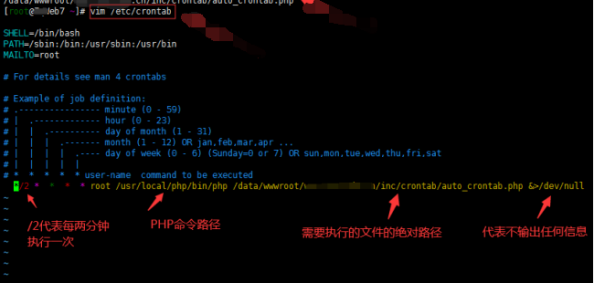 /data/wwwroot/ .cn/inc/crontab/auto_crontab.php
[root@ Web7 ~]# vim /etc/crontab
SHELL=/bin/bash
PATH=/sbin:/bin:/usr/sbin:/usr/bin
MAILTO=root
# For details see man 4 crontabs
# Example of job definition:
# .---------------- minute (0 - 59)
# |  .------------- hour (0 - 23)
# |  |  .---------- day of month (1 - 31)
# |  |  |  .------- month (1 - 12) OR jan,feb,mar,apr ...
# |  |  |  |  .---- day of week (0 - 6) (Sunday=0 or 7) OR sun,mon,tue,wed,thu,fri,sat
# |  |  |  |  |
# *  *  *  *  * user-name  command to be executed
*/2 * * * * root /usr/local/php/bin/php /data/wwwroot/ /inc/crontab/auto_crontab.php &>/dev/null
~
~
/2代表每两分钟 PHP命令路径 需要执行的文件的绝对路径 代表不输出任何信息
执行一次
~
~
~
~